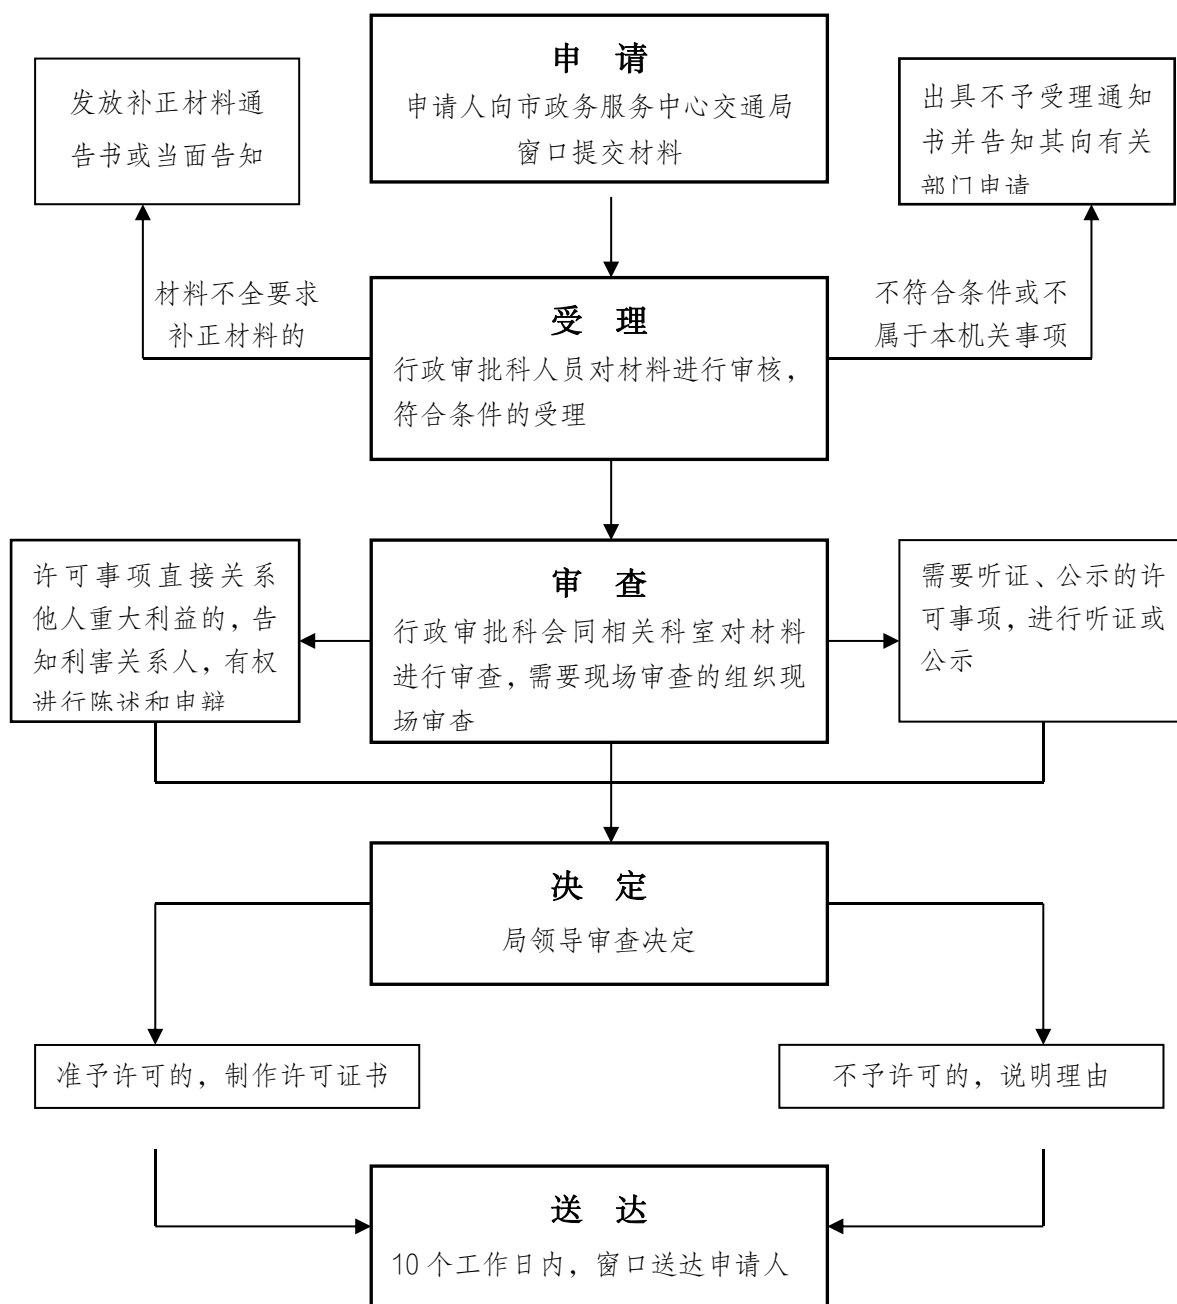 申 请
申请人向市政务服务中心交通局
窗口提交材料
发放补正材料通
告书或当面告知
出具不予受理通知
书并告知其向有关
部门申请
材料不全要求
补正材料的
不符合条件或不
属于本机关事项
受 理
行政审批科人员对材料进行审核，
符合条件的受理
许可事项直接关系
他人重大利益的，告
知利害关系人，有权
进行陈述和申辩
审 查
行政审批科会同相关科室对材料
进行审查，需要现场审查的组织现
场审查
需要听证、公示的许
可事项，进行听证或
公示
决 定
局领导审查决定
准予许可的，制作许可证书
不予许可的，说明理由
送 达
10个工作日内，窗口送达申请人